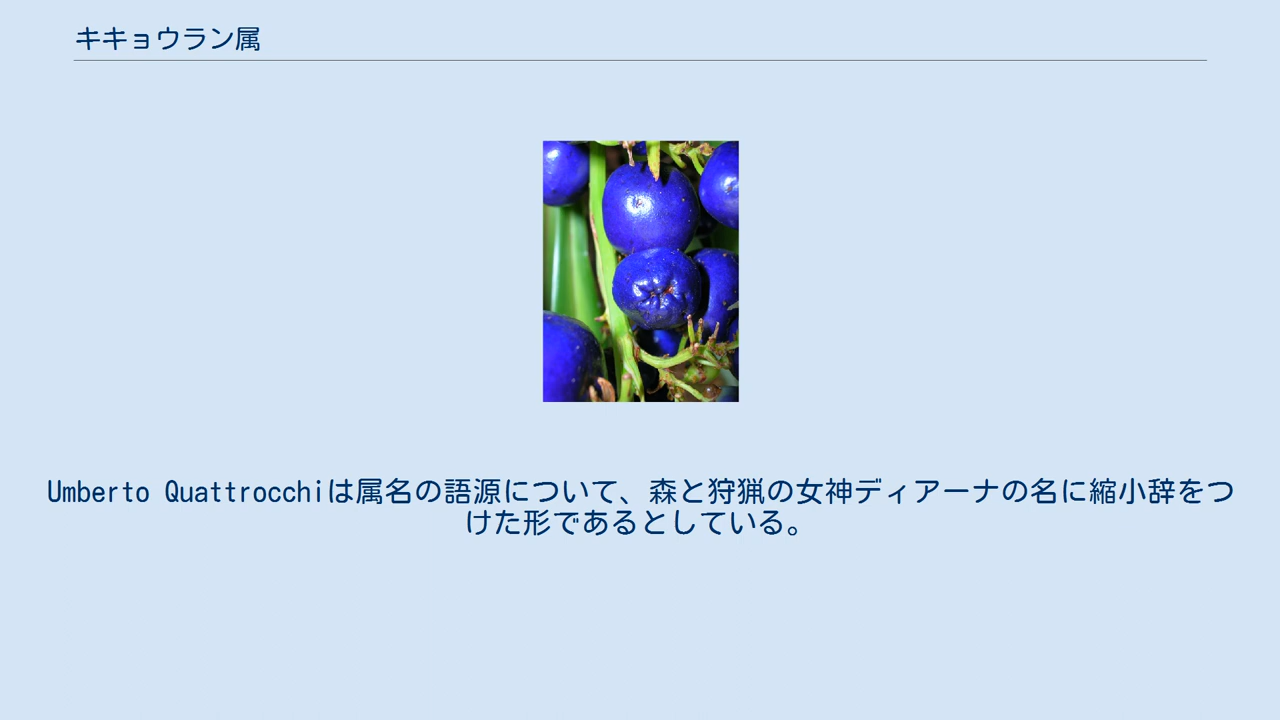 キキョウラン属
Umberto Quattrocchiは属名の語源について、森と狩猟の女神ディアーナの名に縮小辞をつ
けた形であるとしている。